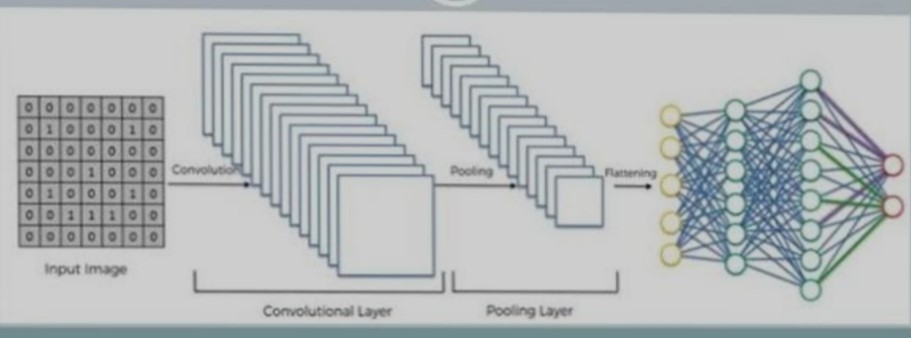 0 0 0 0 0 0 0
0 1 0 0 0 1 0
0 0 0 0 0 0 0
0 0 0 1 0 0 0
0 1 0 0 0 1 0
0 0 1 1 1 0 0
0 0 0 0 0 0 0
Input Image
Convolution
Pooling
Flattening
Convolutional Layer
Pooling Layer